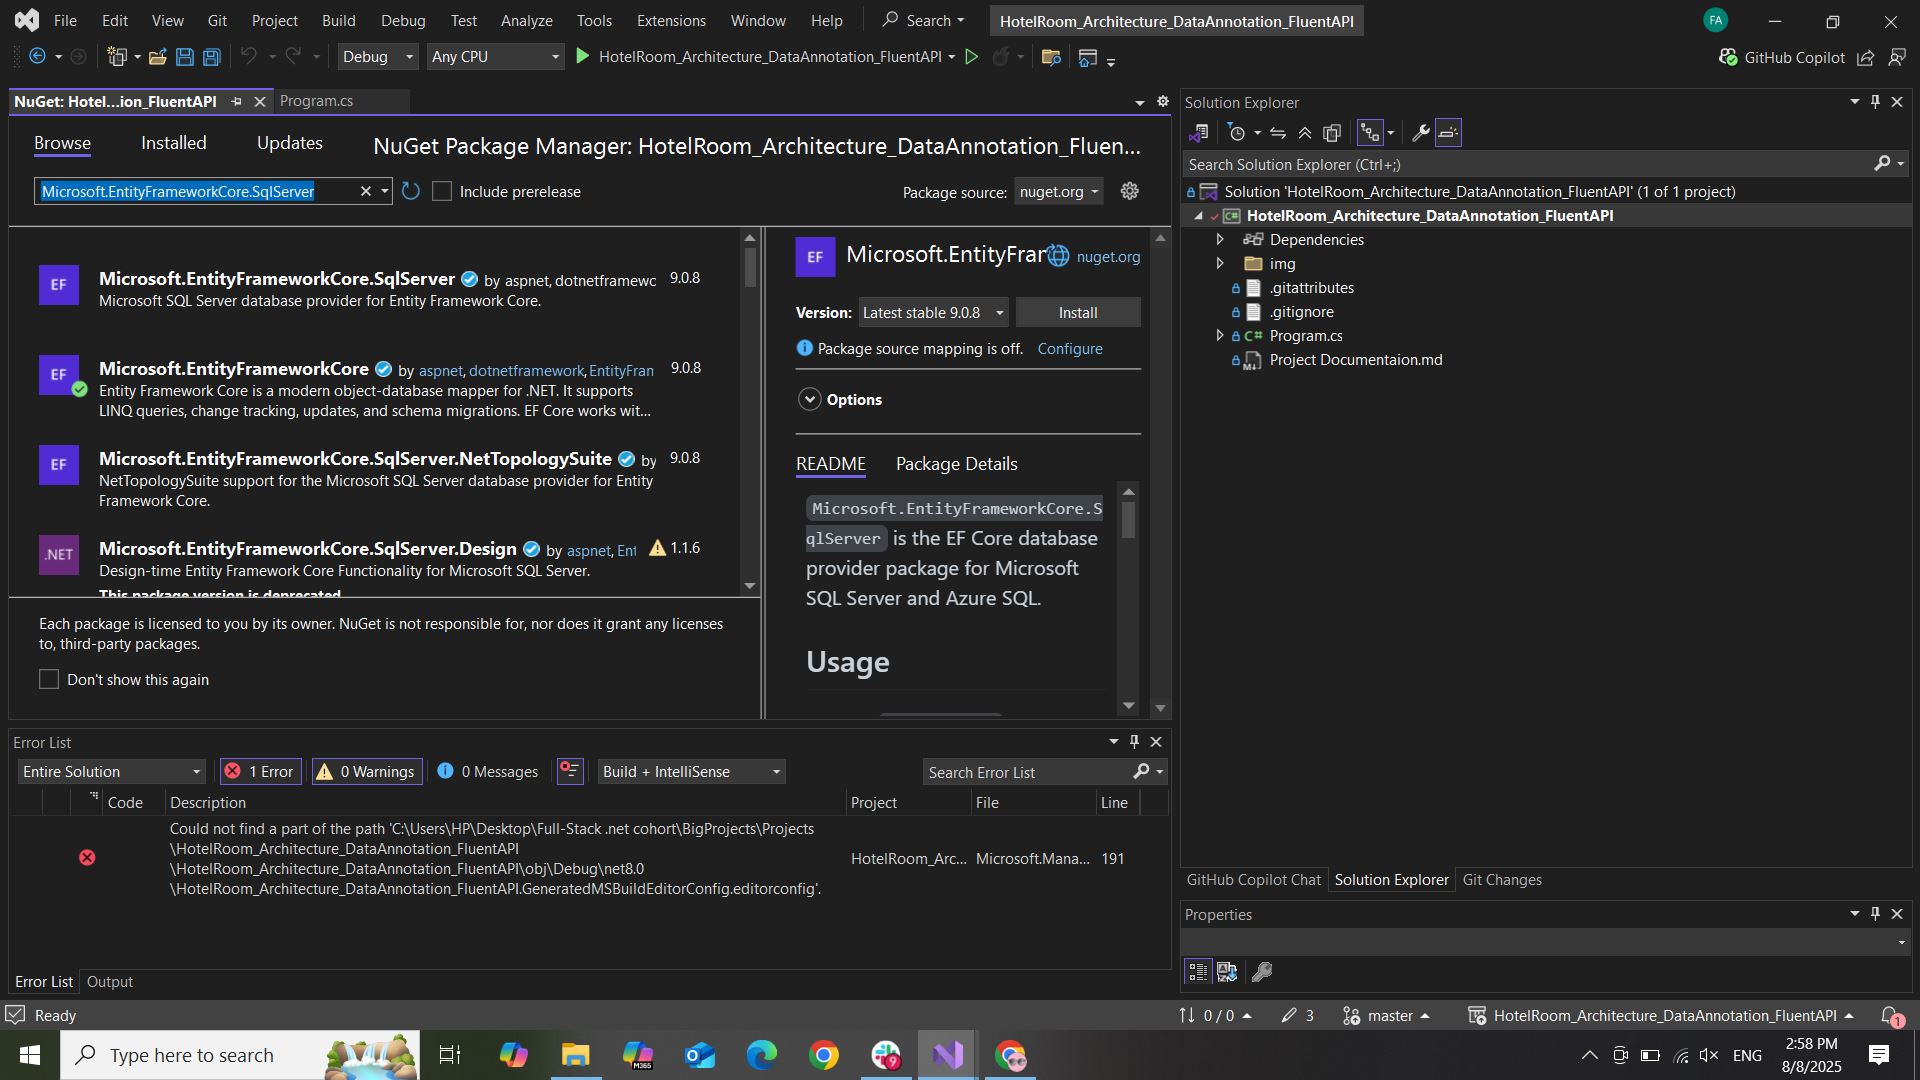 File Edit View Git Project Build Debug Test Analyze Tools Extensions Window Help Search HotelRoom_Architecture_DataAnnotation_FluentAPI FA
Debug Any CPU HotelRoom_Architecture_DataAnnotation_FluentAPI GitHub Copilot
NuGet: Hotel...ion_FluentAPI Program.cs
Browse Installed Updates NuGet Package Manager: HotelRoom_Architecture_DataAnnotation_Fluen...
Microsoft.EntityFrameworkCore.SqlServer Include prerelease Package source: nuget.org
EF Microsoft.EntityFrameworkCore.SqlServer by aspnet, dotnetframewc 9.0.8
Microsoft SQL Server database provider for Entity Framework Core.
EF Microsoft.EntityFrameworkCore by aspnet, dotnetframework, EntityFran 9.0.8
Entity Framework Core is a modern object-database mapper for .NET. It supports
LINQ queries, change tracking, updates, and schema migrations. EF Core works wit...
EF Microsoft.EntityFrameworkCore.SqlServer.NetTopologySuite by 9.0.8
NetTopologySuite support for the Microsoft SQL Server database provider for Entity
Framework Core.
.NET Microsoft.EntityFrameworkCore.SqlServer.Design by aspnet, Ent 1.1.6
Design-time Entity Framework Core Functionality for Microsoft SQL Server.
This package version is deprecated
Each package is licensed to you by its owner. NuGet is not responsible for, nor does it grant any licenses
to, third-party packages.
Don't show this again
EF Microsoft.EntityFrar nuget.org
Version: Latest stable 9.0.8 Install
Package source mapping is off. Configure
Options
README Package Details
Microsoft.EntityFrameworkCore.S
qlServer is the EF Core database
provider package for Microsoft
SQL Server and Azure SQL.
Usage
Solution Explorer
Search Solution Explorer (Ctrl+;)
Solution 'HotelRoom_Architecture_DataAnnotation_FluentAPI' (1 of 1 project)
C# HotelRoom_Architecture_DataAnnotation_FluentAPI
Dependencies
img
.gitattributes
.gitignore
C# Program.cs
Project Documentaion.md
GitHub Copilot Chat Solution Explorer Git Changes
Properties
Error List
Entire Solution 1 Error 0 Warnings 0 Messages Build + IntelliSense Search Error List
Code Description Project File Line
Could not find a part of the path 'C:\Users\HP\Desktop\Full-Stack .net cohort\BigProjects\Projects
\HotelRoom_Architecture_DataAnnotation_FluentAPI
\HotelRoom_Architecture_DataAnnotation_FluentAPI\obj\Debug\net8.0
\HotelRoom_Architecture_DataAnnotation_FluentAPI.GeneratedMSBuildEditorConfig.editorconfig'.
HotelRoom_Arc... Microsoft.Mana... 191
Error List Output
Ready 0 / 0 3 master HotelRoom_Architecture_DataAnnotation_FluentAPI 1
Type here to search M365 9 ENG 2:58 PM
8/8/2025